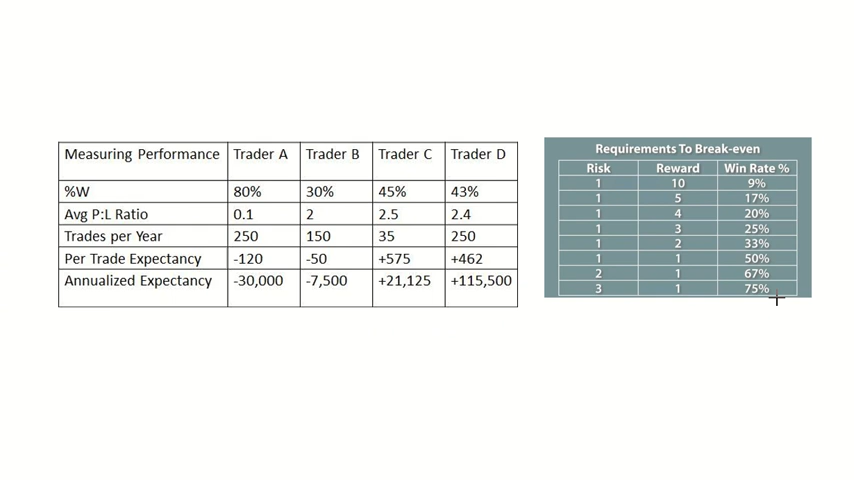 Measuring Performance Trader A Trader B Trader C Trader D
%W 80% 30% 45% 43%
Avg P:L Ratio 0.1 2 2.5 2.4
Trades per Year 250 150 35 250
Per Trade Expectancy -120 -50 +575 +462
Annualized Expectancy -30,000 -7,500 +21,125 +115,500
Requirements To Break-even
Risk Reward Win Rate %
1 10 9%
1 5 17%
1 4 20%
1 3 25%
1 2 33%
1 1 50%
2 1 67%
3 1 75%